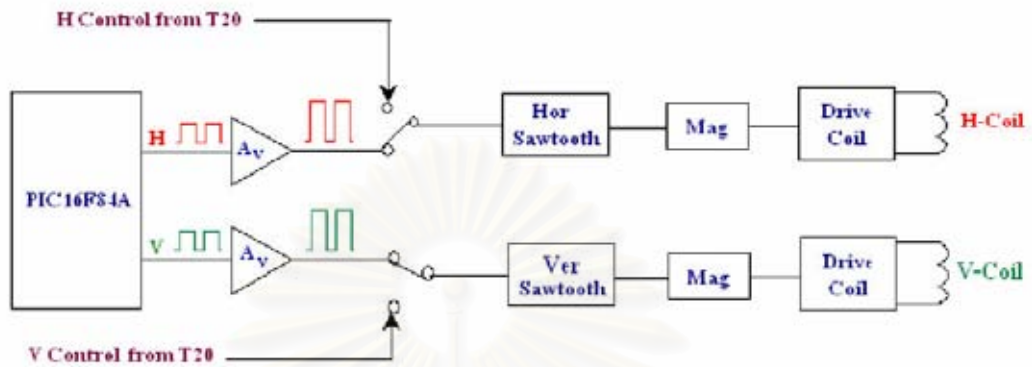 H Control from T20
H
Av
Hor
Sawtooth
Mag
Drive
Coil
H-Coil
PIC16F84A
V
Av
Ver
Sawtooth
Mag
Drive
Coil
V-Coil
V Control from T20